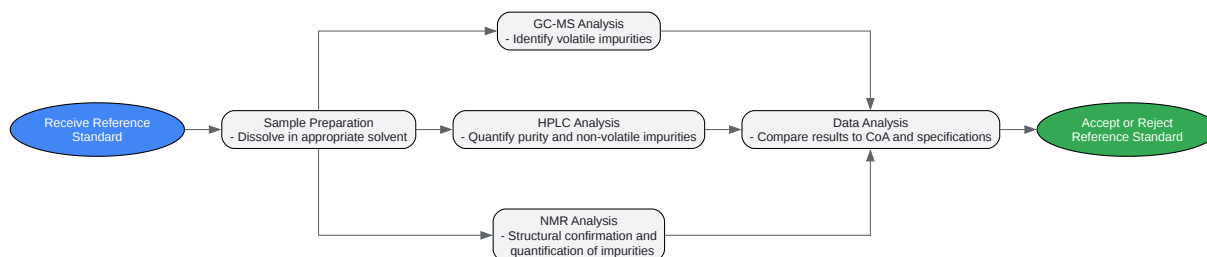 GC-MS Analysis
- Identify volatile impurities
Receive Reference
Standard
Sample Preparation
- Dissolve in appropriate solvent
HPLC Analysis
- Quantify purity and non-volatile impurities
Data Analysis
- Compare results to CoA and specifications
Accept or Reject
Reference Standard
NMR Analysis
- Structural confirmation and
quantification of impurities